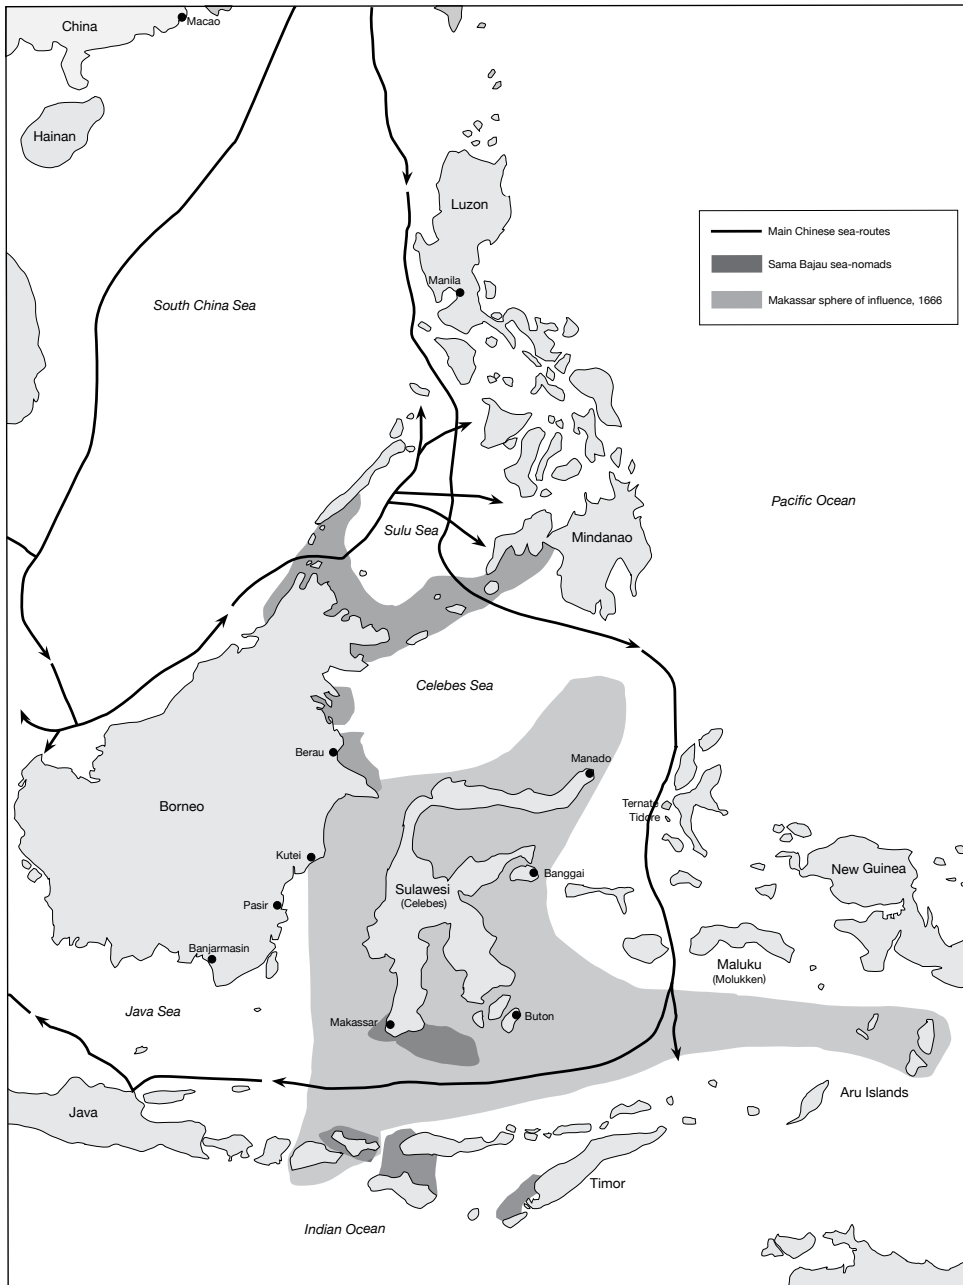 China
Macao
Hainan
Luzon
Main Chinese sea-routes
Sama Bajau sea-nomads
Makassar sphere of influence, 1666
Manila
South China Sea
Pacific Ocean
Sulu Sea
Mindanao
Celebes Sea
Berau
Manado
Borneo
Ternate
Tidore
Kutei
Banggai
New Guinea
Sulawesi
(Celebes)
Pasir
Banjarmasin
Maluku
(Molukken)
Java Sea
Makassar
Buton
Aru Islands
Java
Timor
Indian Ocean